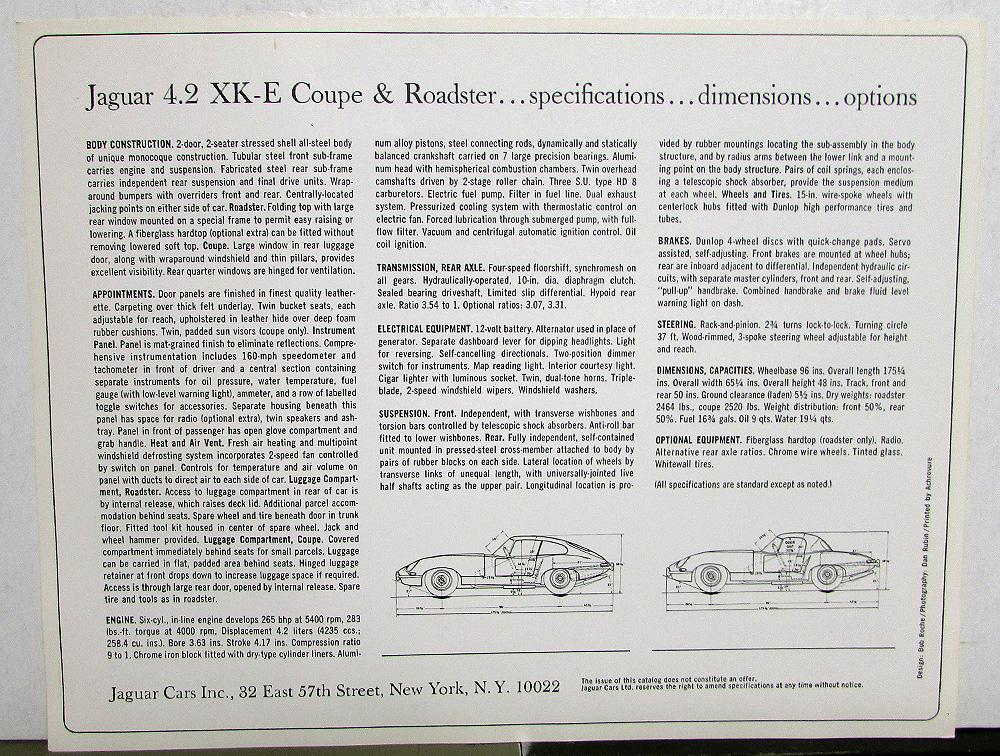 Jaguar 4.2 XK-E Coupe & Roadster...specifications...dimensions...options
BODY CONSTRUCTION. 2-door, 2-seater stressed shell all-steel body
of unique monocoque construction. Tubular steel front sub-frame
carries engine and suspension. Fabricated steel rear sub-frame
carries independent rear suspension and final drive units. Wrap-
around bumpers with overriders front and rear. Centrally-located
jacking points on either side of car. Roadster. Folding top with large
rear window mounted on a special frame to permit easy raising or
lowering. A fiberglass hardtop (optional extra) can be fitted without
removing lowered soft top. Coupe. Large window in rear luggage
door, along with wraparound windshield and thin pillars, provides
excellent visibility. Rear quarter windows are hinged for ventilation.
APPOINTMENTS. Door panels are finished in finest quality leather-
ette. Carpeting over thick felt underlay. Twin bucket seats, each
adjustable for reach, upholstered in leather hide over deep foam
rubber cushions. Twin, padded sun visors (coupe only). Instrument
Panel. Panel is mat-grained finish to eliminate reflections. Compre-
hensive instrumentation includes 160-mph speedometer and
tachometer in front of driver and a central section containing
separate instruments for oil pressure, water temperature, fuel
gauge (with low-level warning light), ammeter, and a row of labelled
toggle switches for accessories. Separate housing beneath this
panel has space for radio (optional extra), twin speakers and ash-
tray. Panel in front of passenger has open glove compartment and
grab handle. Heat and Air Vent. Fresh air heating and multipoint
windshield defrosting system incorporates 2-speed fan controlled
by switch on panel. Controls for temperature and air volume on
panel with ducts to direct air to each side of car. Luggage Compart-
ment, Roadster. Access to luggage compartment in rear of car is
by internal release, which raises deck lid. Additional parcel accom-
modation behind seats. Spare wheel and tire beneath door in trunk
floor. Fitted tool kit housed in center of spare wheel. Jack and
wheel hammer provided. Luggage Compartment, Coupe. Covered
compartment immediately behind seats for small parcels. Luggage
can be carried in flat, padded area behind seats. Hinged luggage
retainer at front drops down to increase luggage space if required.
Access is through large rear door, opened by internal release. Spare
tire and tools as in roadster.
ENGINE. Six-cyl., in-line engine develops 265 bhp at 5400 rpm, 283
lbs.-ft. torque at 4000 rpm. Displacement 4.2 liters (4235 ccs.;
258.4 cu. ins.). Bore 3.63 ins. Stroke 4.17 ins. Compression ratio
9 to 1. Chrome iron block fitted with dry-type cylinder liners. Alumi-
num alloy pistons, steel connecting rods, dynamically and statically
balanced crankshaft carried on 7 large precision bearings. Alumi-
num head with hemispherical combustion chambers. Twin overhead
camshafts driven by 2-stage roller chain. Three S.U. type HD 8
carburetors. Electric fuel pump. Filter in fuel line. Dual exhaust
system. Pressurized cooling system with thermostatic control on
electric fan. Forced lubrication through submerged pump, with full-
flow filter. Vacuum and centrifugal automatic ignition control. Oil
coil ignition.
TRANSMISSION, REAR AXLE. Four-speed floorshift, synchromesh on
all gears. Hydraulically-operated, 10-in. dia. diaphragm clutch.
Sealed bearing driveshaft, Limited slip differential. Hypoid rear
axle. Ratio 3.54 to 1. Optional ratios: 3.07, 3.31.
ELECTRICAL EQUIPMENT. 12-volt battery. Alternator used in place of
generator. Separate dashboard lever for dipping headlights. Light
for reversing. Self-cancelling directionals. Two-position dimmer
switch for instruments. Map reading light. Interior courtesy light.
Cigar lighter with luminous socket. Twin, dual-tone horns. Triple-
blade, 2-speed windshield wipers. Windshield washers.
SUSPENSION. Front. Independent, with transverse wishbones and
torsion bars controlled by telescopic shock absorbers. Anti-roll bar
fitted to lower wishbones. Rear. Fully independent, self-contained
unit mounted in pressed-steel cross-member attached to body by
pairs of rubber blocks on each side. Lateral location of wheels by
transverse links of unequal length, with universally-jointed live
half shafts acting as the upper pair. Longitudinal location is pro-
vided by rubber mountings locating the sub-assembly in the body
structure, and by radius arms between the lower link and a mount-
ing point on the body structure. Pairs of coil springs, each enclos-
ing a telescopic shock absorber, provide the suspension medium
at each wheel. Wheels and Tires. 15-in. wire-spoke wheels with
centerlock hubs fitted with Dunlop high performance tires and
tubes.
BRAKES. Dunlop 4-wheel discs with quick-change pads. Servo
assisted, self-adjusting. Front brakes are mounted at wheel hubs;
rear are inboard adjacent to differential. Independent hydraulic cir-
cuits, with separate master cylinders, front and rear. Self-adjusting,
"pull-up" handbrake. Combined handbrake and brake fluid level
warning light on dash.
STEERING. Rack-and-pinion. 2¾ turns lock-to-lock. Turning circle
37 ft. Wood-rimmed, 3-spoke steering wheel adjustable for height
and reach.
DIMENSIONS, CAPACITIES. Wheelbase 96 ins. Overall length 175¼
ins. Overall width 65¼ ins. Overall height 48 ins. Track, front and
rear 50 ins. Ground clearance (laden) 5½ ins. Dry weights: roadster
2464 lbs., coupe 2520 lbs. Weight distribution: front 50%, rear
50%. Fuel 16¾ gals. Oil 9 qts. Water 19¼ qts.
OPTIONAL EQUIPMENT. Fiberglass hardtop (roadster only). Radio.
Alternative rear axle ratios. Chrome wire wheels. Tinted glass.
Whitewall tires.
(All specifications are standard except as noted.)
Design: Bob Roche/Photography: Dan Rubin/Printed by Achrovure
Jaguar Cars Inc., 32 East 57th Street, New York, N.Y. 10022
The issue of this catalog does not constitute an offer.
Jaguar Cars Ltd. reserves the right to amend specifications at any time without notice.